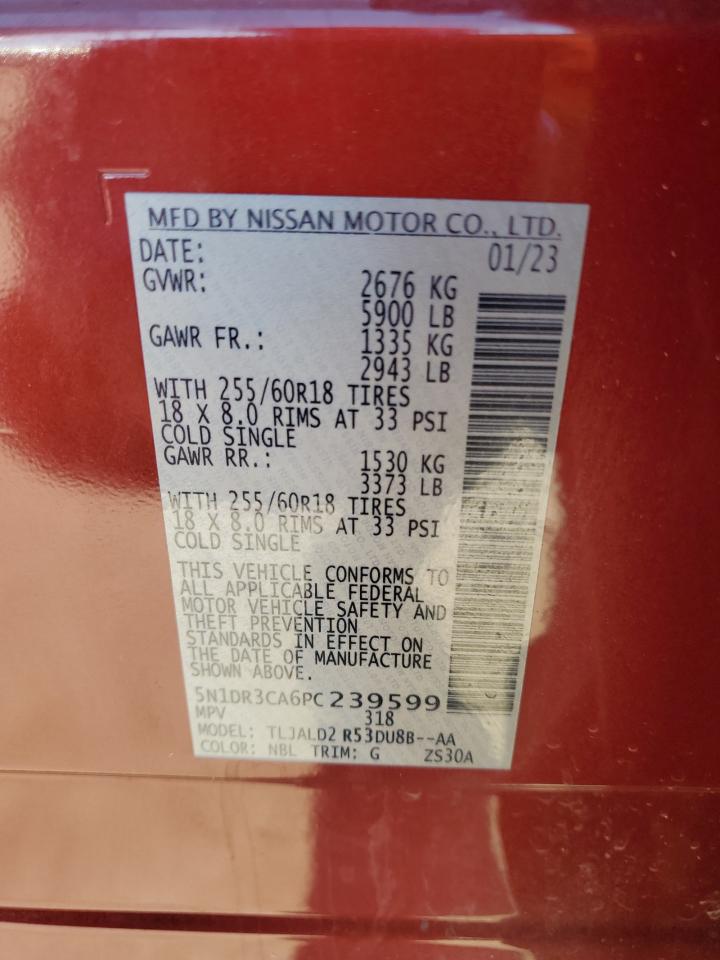 MFD BY NISSAN MOTOR CO., LTD.
DATE: 01/23
GVWR: 2676 KG
5900 LB
GAWR FR.: 1335 KG
2943 LB
WITH 255/60R18 TIRES
18 X 8.0 RIMS AT 33 PSI
COLD SINGLE
GAWR RR.: 1530 KG
3373 LB
WITH 255/60R18 TIRES
18 X 8.0 RIMS AT 33 PSI
COLD SINGLE
THIS VEHICLE CONFORMS TO
ALL APPLICABLE FEDERAL
MOTOR VEHICLE SAFETY AND
THEFT PREVENTION
STANDARDS IN EFFECT ON
THE DATE OF MANUFACTURE
SHOWN ABOVE.
5N1DR3CA6PC239599
MPV 318
MODEL: TLJALD2 R53DU8B--AA
COLOR: NBL TRIM: G ZS30A